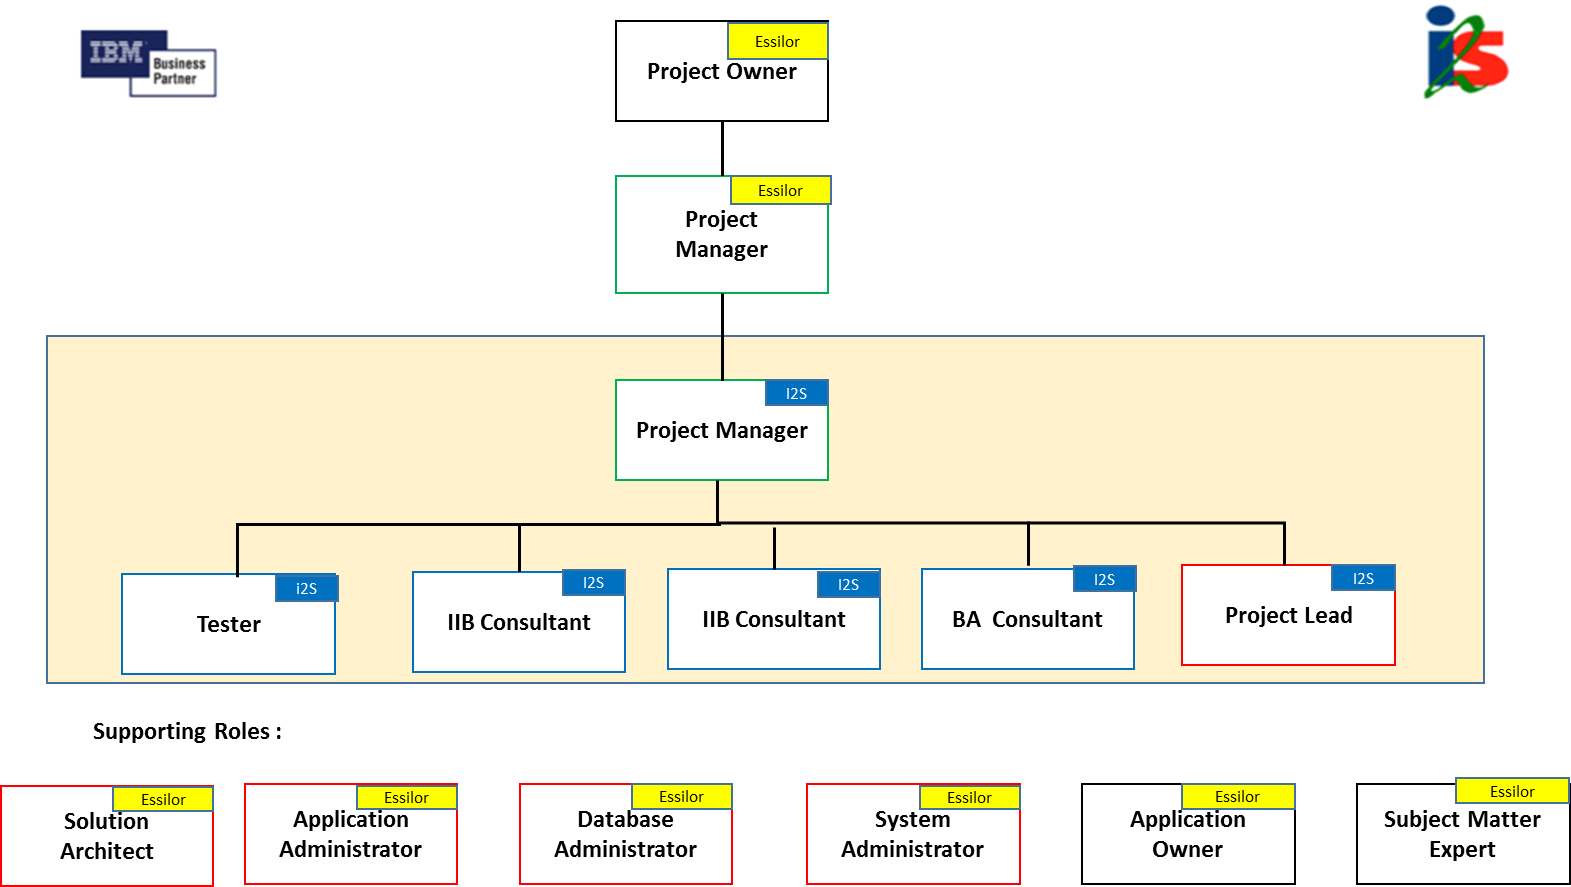 IBM
Business
Partner
i2s
Essilor
Project Owner
Essilor
Project
Manager
I2S
Project Manager
i2S
Tester
I2S
IIB Consultant
I2S
IIB Consultant
I2S
BA  Consultant
I2S
Project Lead
Supporting Roles :
Essilor
Solution
Architect
Essilor
Application
Administrator
Essilor
Database
Administrator
Essilor
System
Administrator
Essilor
Application
Owner
Essilor
Subject Matter
Expert